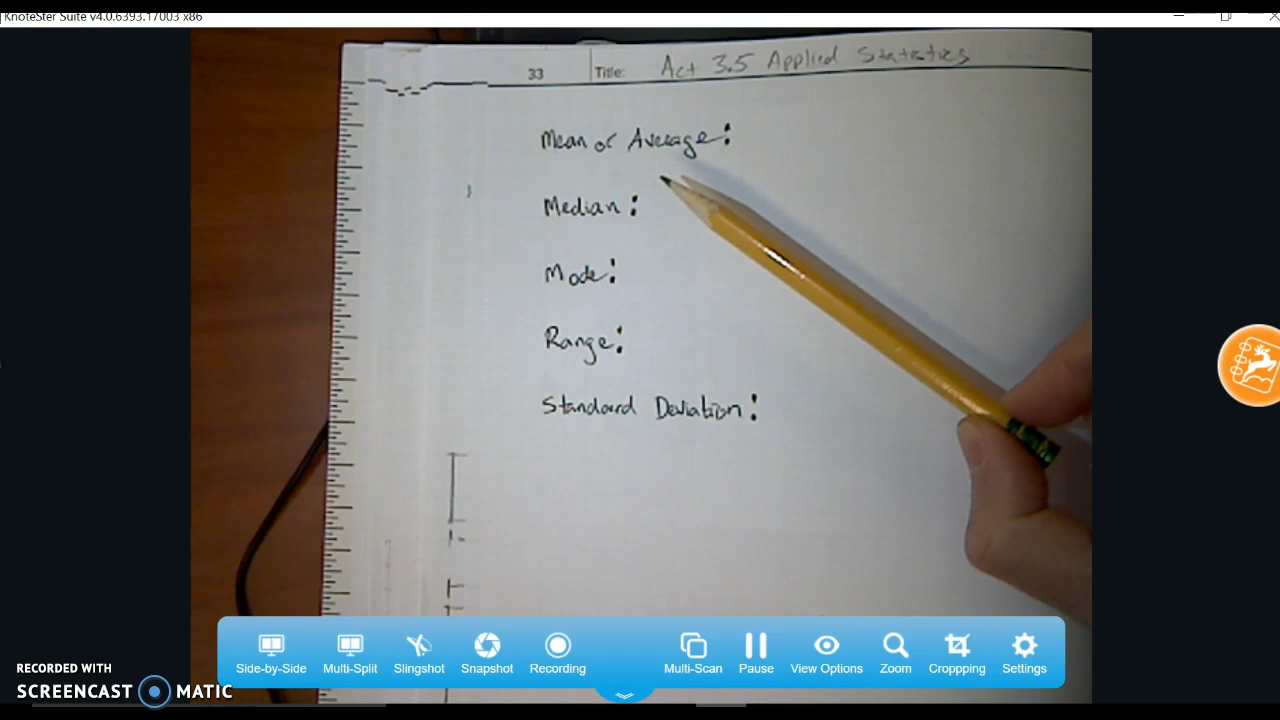 KnoteSter Suite v4.0.6393.17003 x86
33 Title: Act 3.5 Applied Statistics
Mean or Average:
Median:
Mode:
Range:
Standard Deviation:
Side-by-Side Multi-Split Slingshot Snapshot Recording Multi-Scan Pause View Options Zoom Croppping Settings
RECORDED WITH
SCREENCAST MATIC